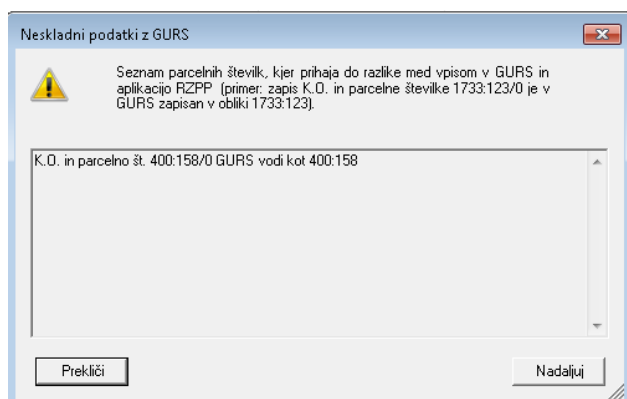 Neskladni podatki z GURS
Seznam parcelnih številk, kjer prihaja do razlike med vpisom v GURS in
aplikacijo RZPP (primer: zapis K.O. in parcelne številke 1733:123/0 je v
GURS zapisan v obliki 1733:123).
K.O. in parcelno št. 400:158/0 GURS vodi kot 400:158
Prekliči
Nadaljuj